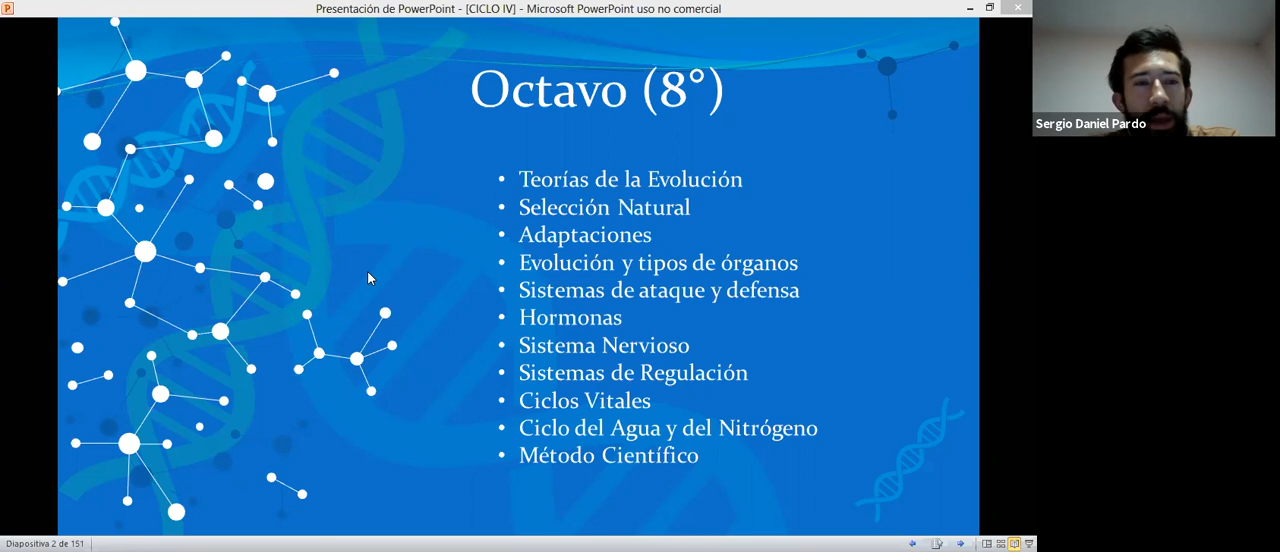 Presentación de PowerPoint - [CICLO IV] - Microsoft PowerPoint uso no comercial
Octavo (8°)
• Teorías de la Evolución
• Selección Natural
• Adaptaciones
• Evolución y tipos de órganos
• Sistemas de ataque y defensa
• Hormonas
• Sistema Nervioso
• Sistemas de Regulación
• Ciclos Vitales
• Ciclo del Agua y del Nitrógeno
• Método Científico
Sergio Daniel Pardo
Diapositiva 2 de 151